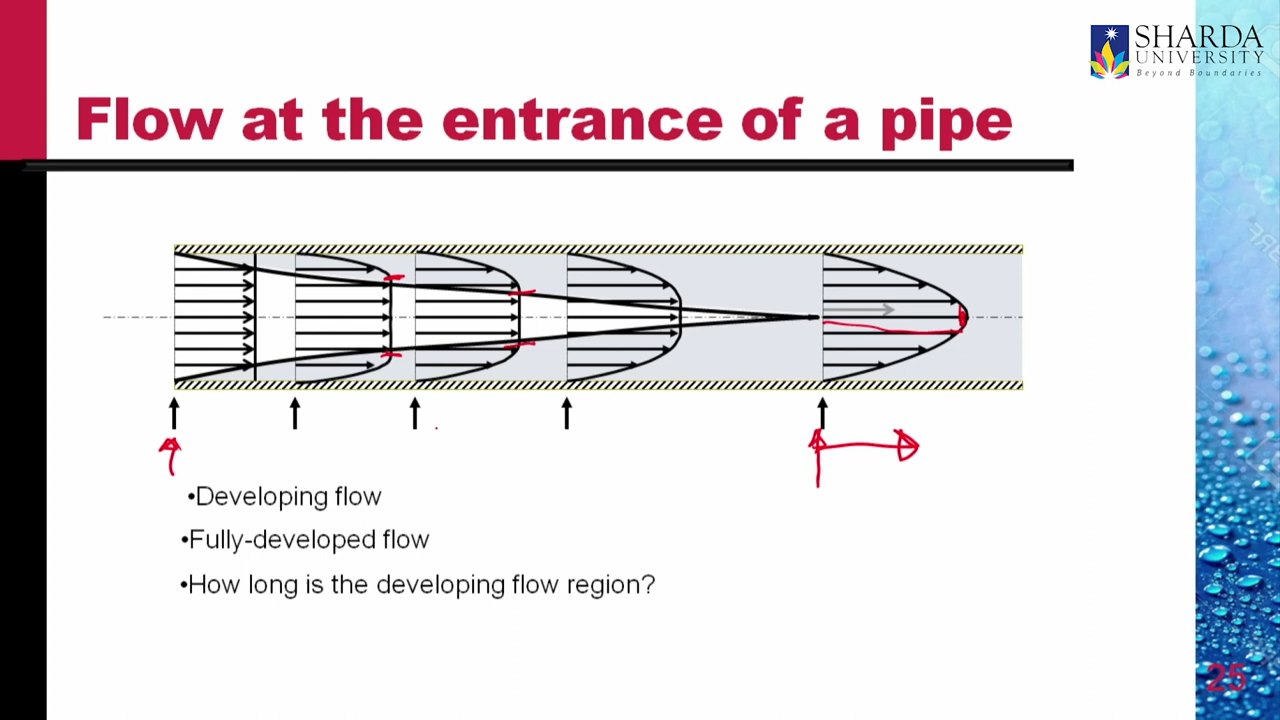 SHARDA
UNIVERSITY
Beyond Boundaries
Flow at the entrance of a pipe
•Developing flow
•Fully-developed flow
•How long is the developing flow region?
25